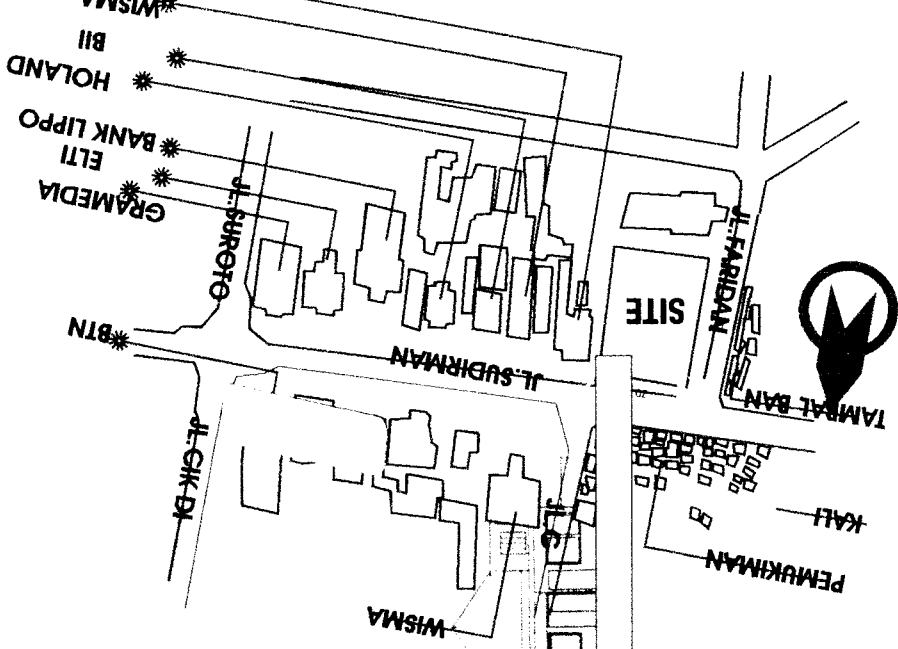 WISMA
BII
HOLAND
BANK LIPPO
ELTI
GRAMEDIA
JL.SUROTO
JL.FARIDAN
SITE
BTN
JL.SUDIRMAN
TAMBAL BAN
JL.CIK DI
JL.C
KALI
PEMUKIMAN
WISMA